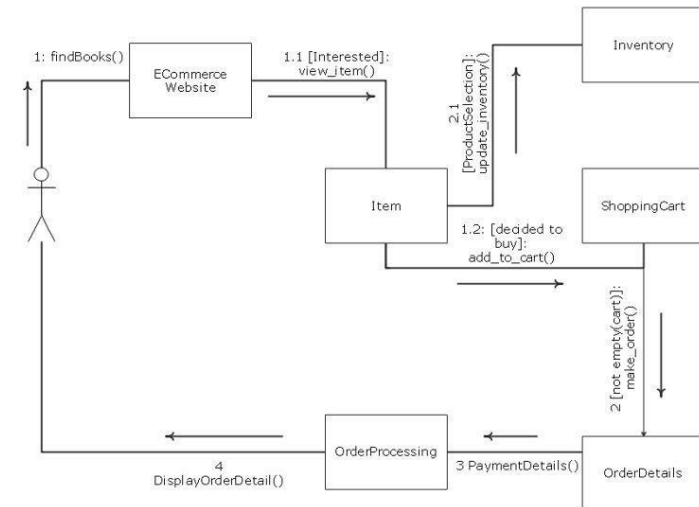 1: findBooks()
ECommerce
Website
1.1 [Interested]:
view_item()
2.1
[ProductSelection]:
update_inventory()
Inventory
Item
ShoppingCart
1.2: [decided to
buy]:
add_to_cart()
2 [not empty(cart)]:
make_order()
OrderDetails
3 PaymentDetails()
OrderProcessing
4
DisplayOrderDetail()